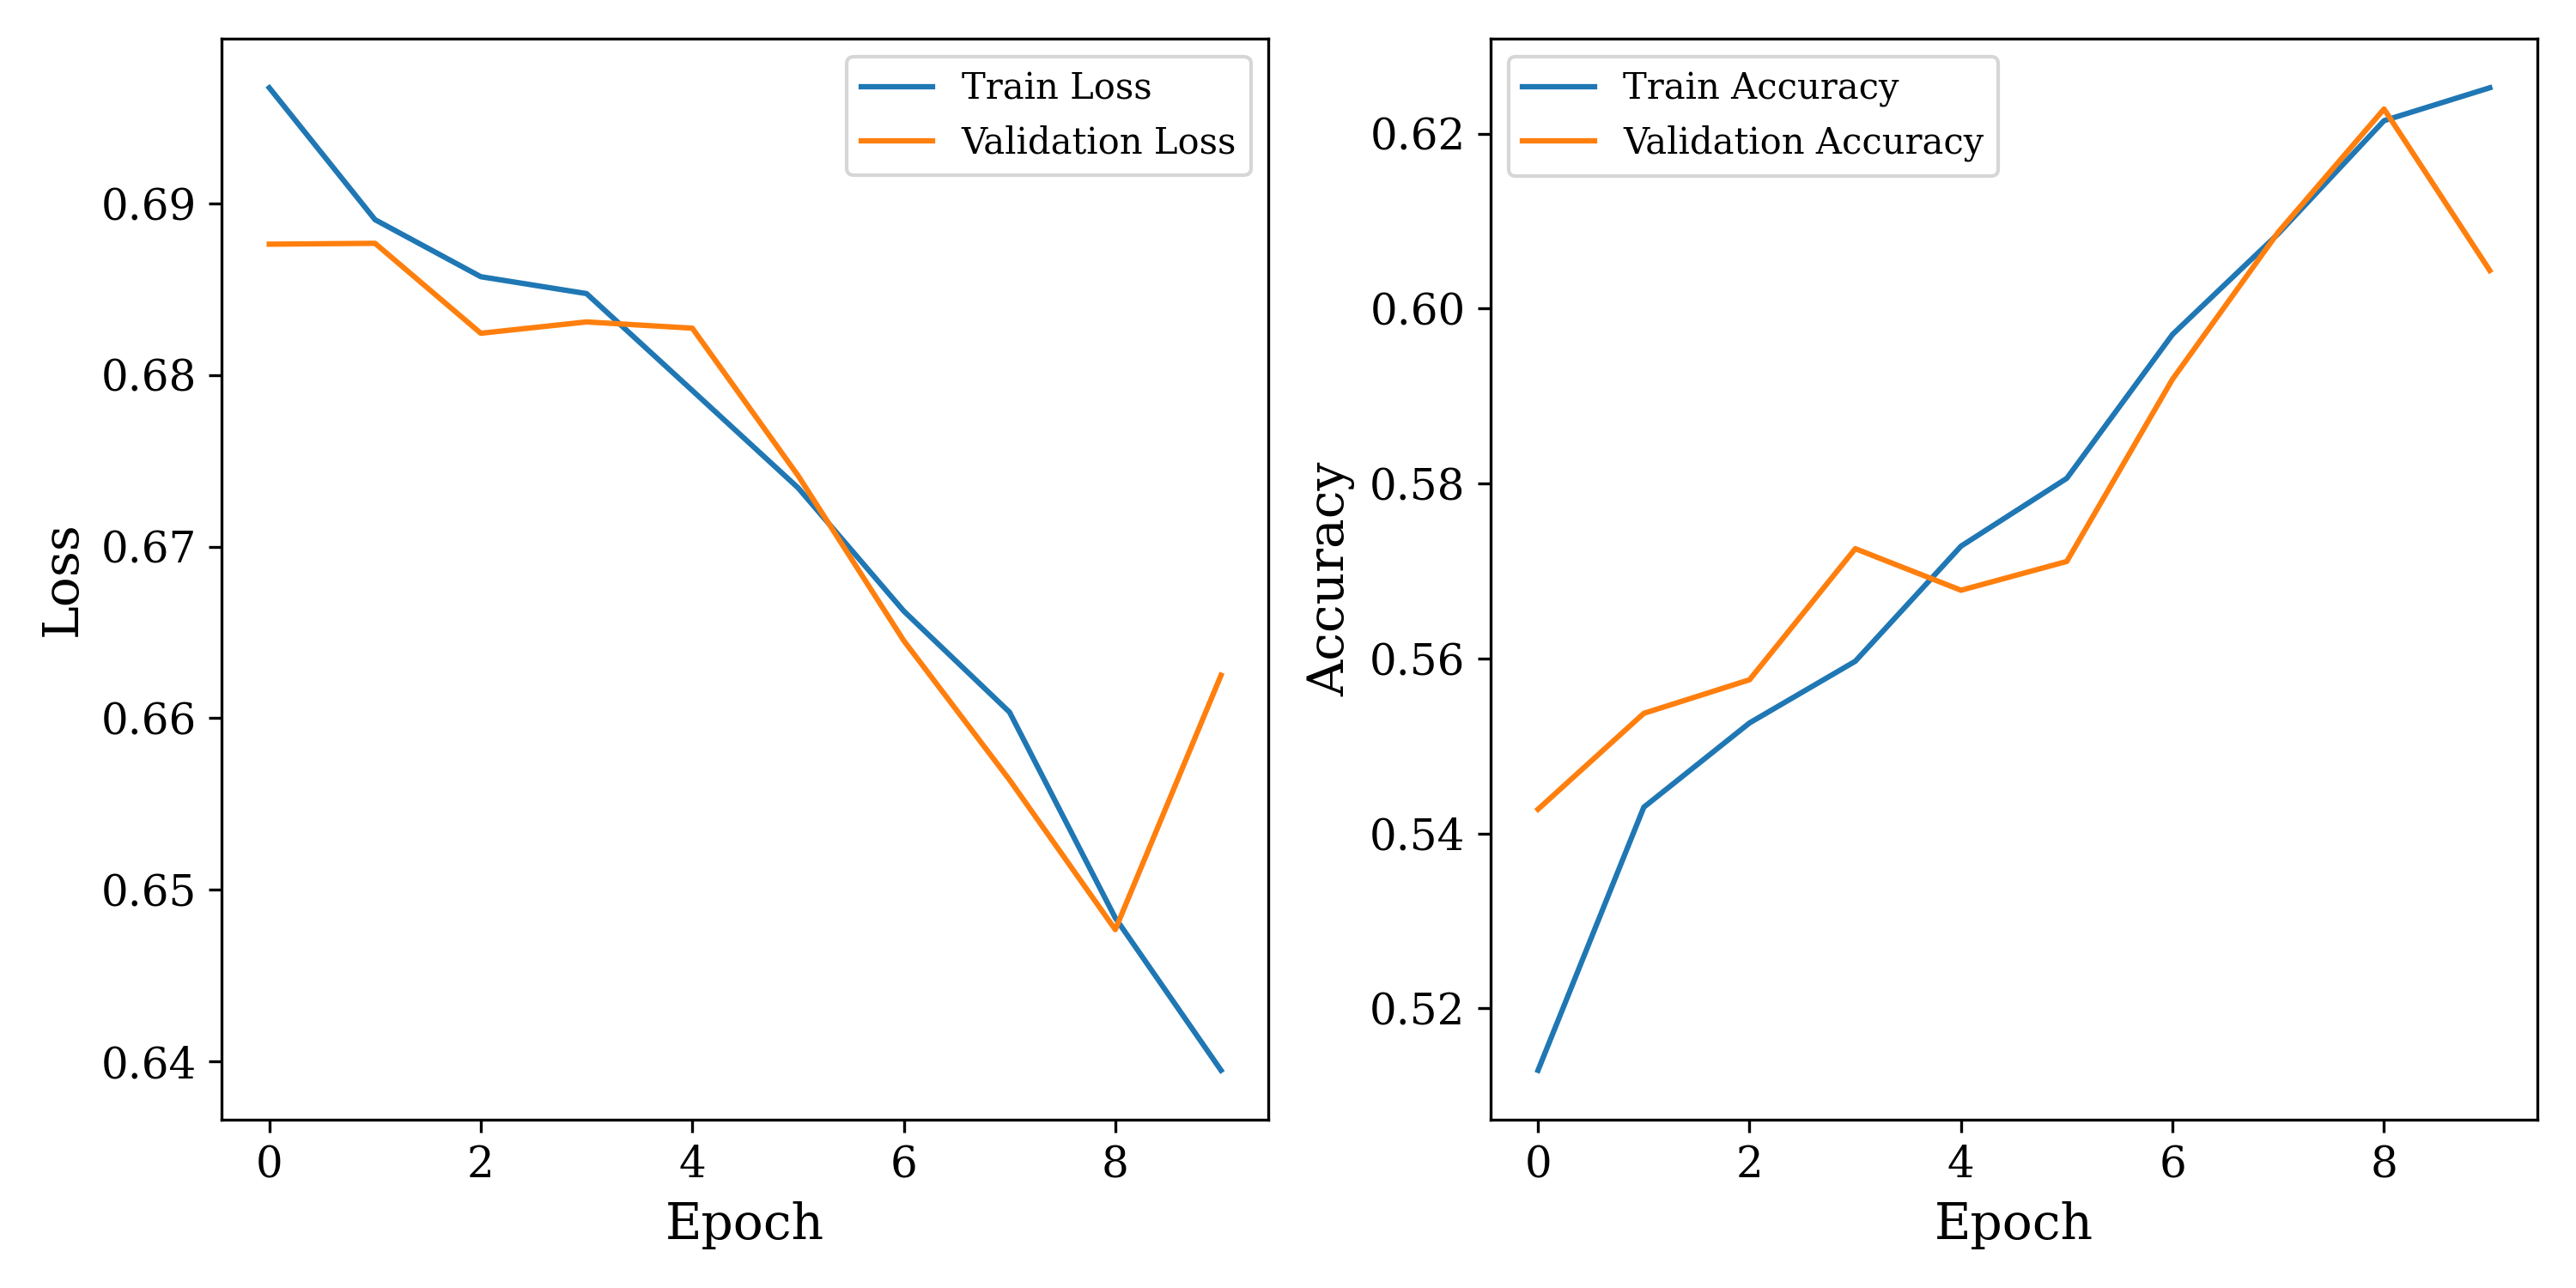 Train Loss
Validation Loss
0.69
0.68
0.67
0.66
0.65
0.64
Loss
0 2 4 6 8
Epoch
Train Accuracy
Validation Accuracy
0.62
0.60
0.58
0.56
0.54
0.52
Accuracy
0 2 4 6 8
Epoch